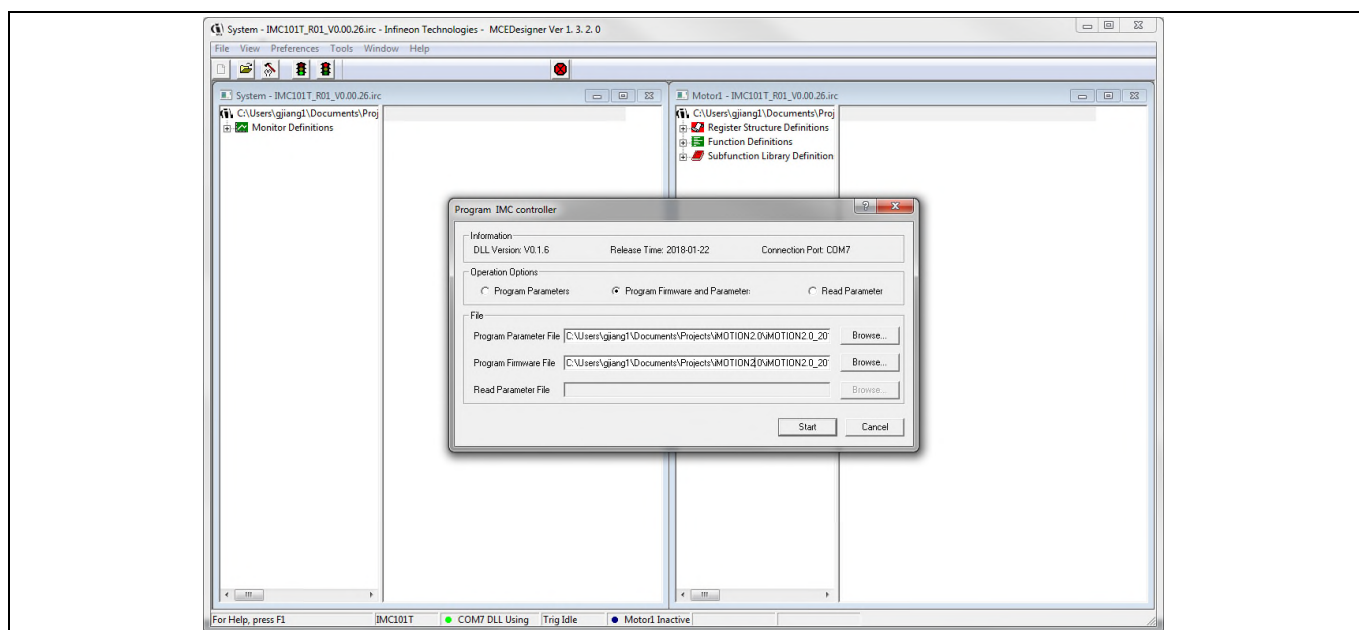 System - IMC101T_R01_V0.00.26.irc - Infineon Technologies - MCEDesigner Ver 1. 3. 2. 0
File View Preferences Tools Window Help
System - IMC101T_R01_V0.00.26.irc
C:\Users\gjiang1\Documents\Proj
Monitor Definitions
Motor1 - IMC101T_R01_V0.00.26.irc
C:\Users\gjiang1\Documents\Proj
Register Structure Definitions
Function Definitions
Subfunction Library Definition
Program IMC controller
Information
DLL Version: V0.1.6 Release Time: 2018-01-22 Connection Port: COM7
Operation Options
Program Parameters Program Firmware and Parameter: Read Parameter
File
Program Parameter File C:\Users\gjiang1\Documents\Projects\iMOTION2.0\iMOTION2.0_20 Browse...
Program Firmware File C:\Users\gjiang1\Documents\Projects\iMOTION2.0\iMOTION2.0_20 Browse...
Read Parameter File Browse...
Start Cancel
For Help, press F1 IMC101T COM7 DLL Using Trig Idle Motor1 Inactive